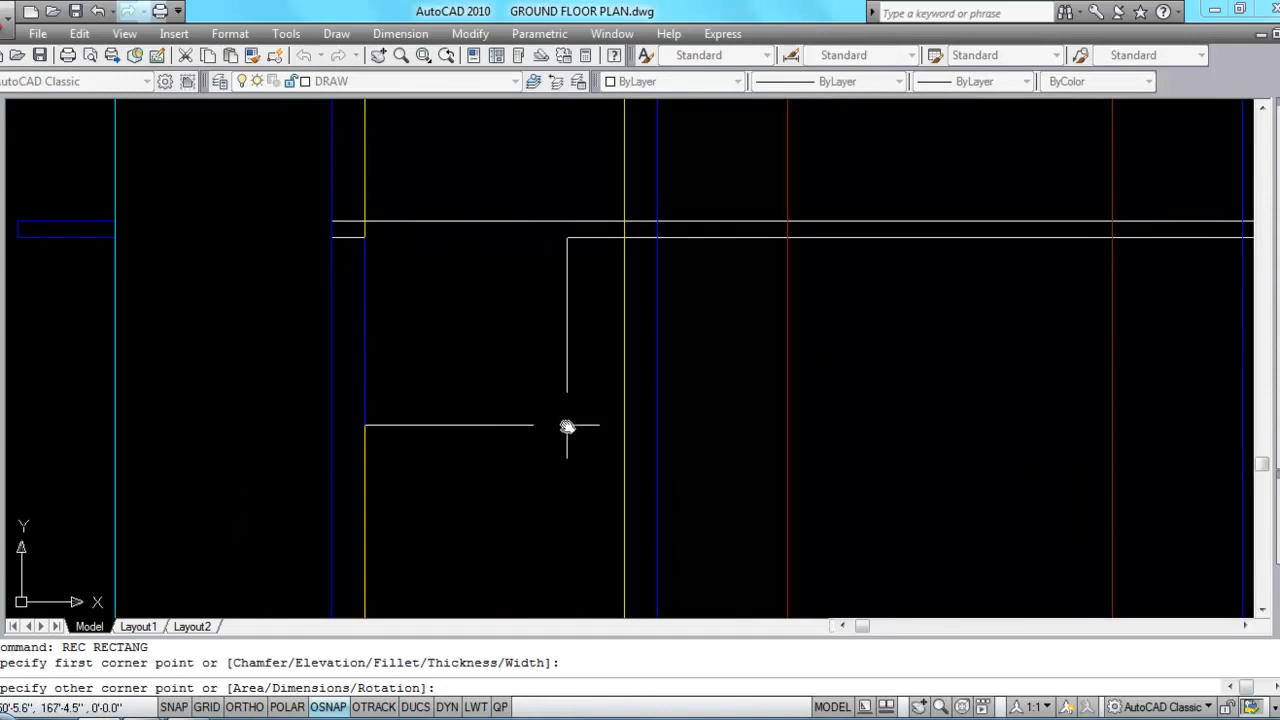 AutoCAD 2010 GROUND FLOOR PLAN.dwg
Type a keyword or phrase
File Edit View Insert Format Tools Draw Dimension Modify Parametric Window Help Express
Standard Standard Standard Standard
utoCAD Classic DRAW ByLayer ByLayer ByLayer ByColor
Y
X
Model Layout1 Layout2
ommand: REC RECTANG
pecify first corner point or [Chamfer/Elevation/Fillet/Thickness/Width]:
pecify other corner point or [Area/Dimensions/Rotation]:
50'-5.6", 167'-4.5", 0'-0.0" SNAP GRID ORTHO POLAR OSNAP OTRACK DUCS DYN LWT QP MODEL 1:1 AutoCAD Classic